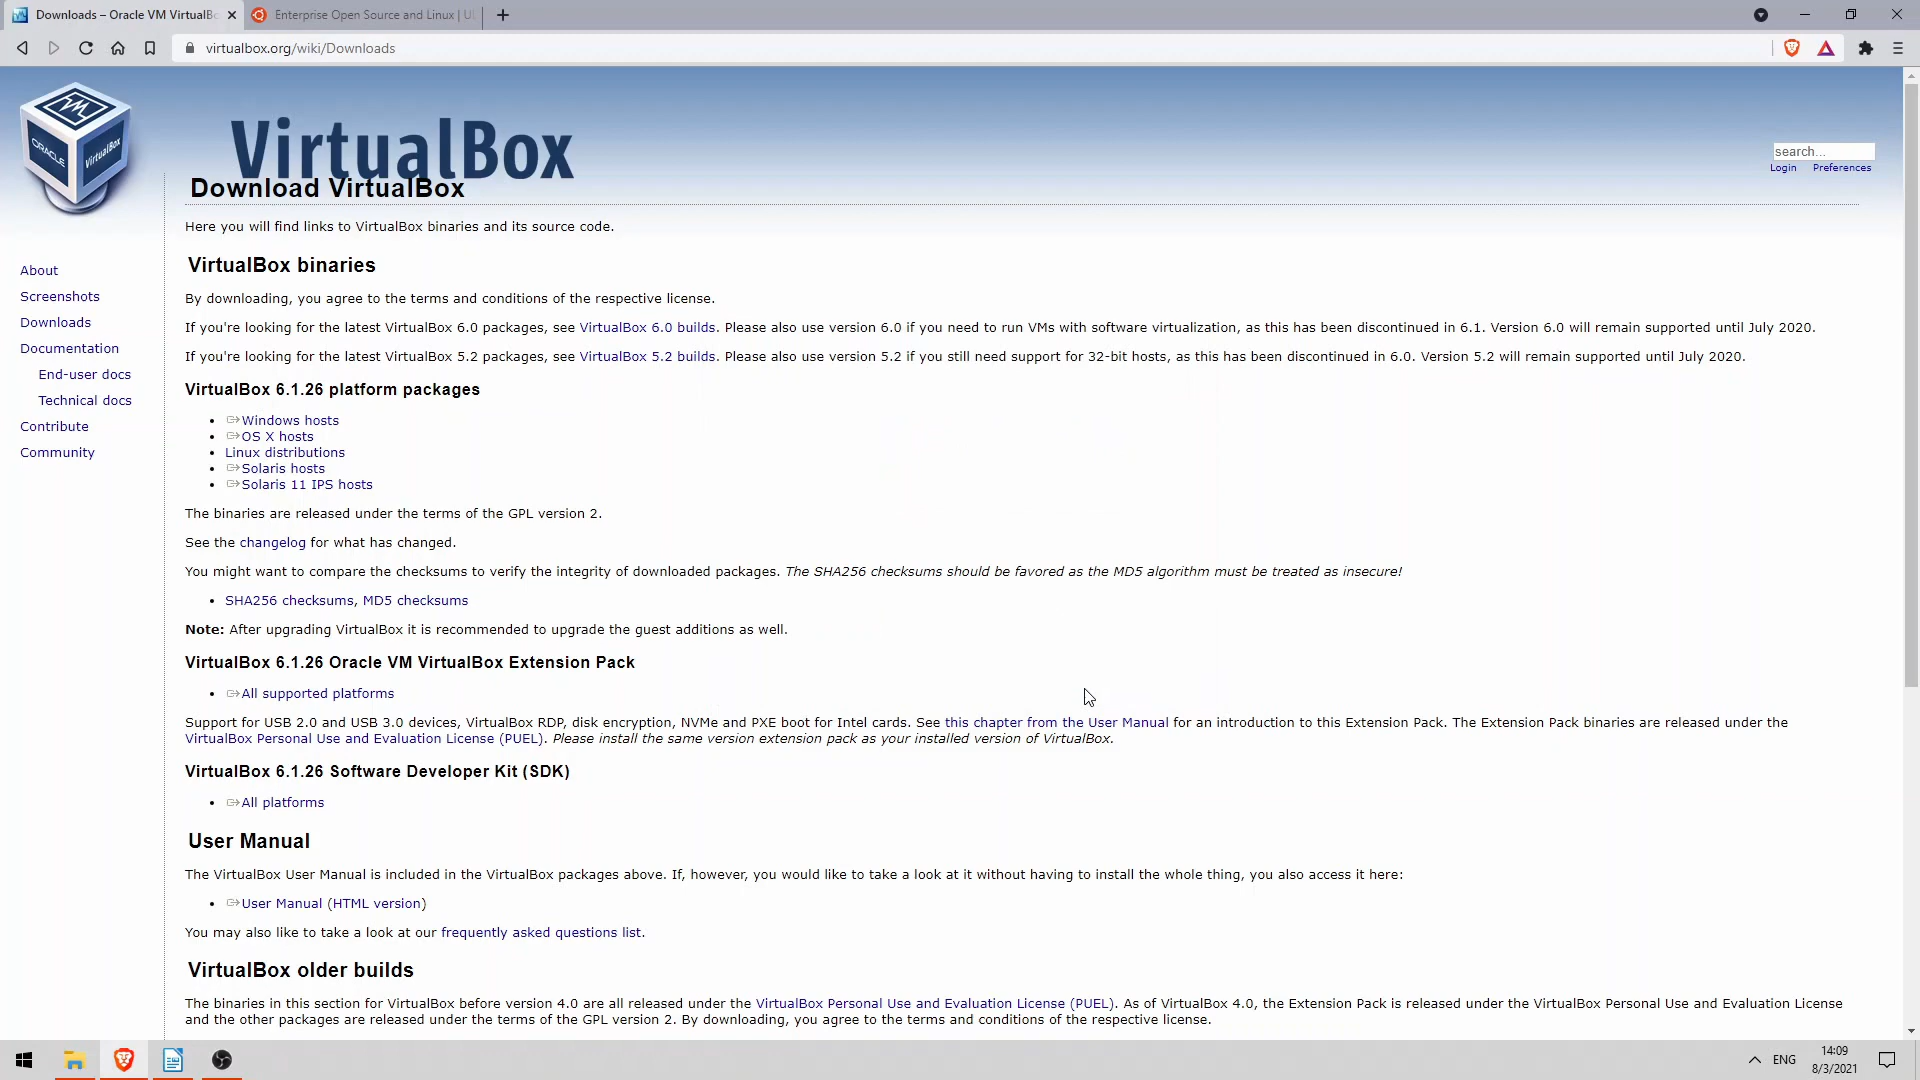 Downloads – Oracle VM VirtualBo
Enterprise Open Source and Linux | U
virtualbox.org/wiki/Downloads
ORACLE
VirtualBox
VirtualBox
search...
Login Preferences
Download VirtualBox
Here you will find links to VirtualBox binaries and its source code.
About
Screenshots
Downloads
Documentation
End-user docs
Technical docs
Contribute
Community
VirtualBox binaries
By downloading, you agree to the terms and conditions of the respective license.
If you're looking for the latest VirtualBox 6.0 packages, see VirtualBox 6.0 builds. Please also use version 6.0 if you need to run VMs with software virtualization, as this has been discontinued in 6.1. Version 6.0 will remain supported until July 2020.
If you're looking for the latest VirtualBox 5.2 packages, see VirtualBox 5.2 builds. Please also use version 5.2 if you still need support for 32-bit hosts, as this has been discontinued in 6.0. Version 5.2 will remain supported until July 2020.
VirtualBox 6.1.26 platform packages
• Windows hosts
• OS X hosts
• Linux distributions
• Solaris hosts
• Solaris 11 IPS hosts
The binaries are released under the terms of the GPL version 2.
See the changelog for what has changed.
You might want to compare the checksums to verify the integrity of downloaded packages. The SHA256 checksums should be favored as the MD5 algorithm must be treated as insecure!
• SHA256 checksums, MD5 checksums
Note: After upgrading VirtualBox it is recommended to upgrade the guest additions as well.
VirtualBox 6.1.26 Oracle VM VirtualBox Extension Pack
• All supported platforms
Support for USB 2.0 and USB 3.0 devices, VirtualBox RDP, disk encryption, NVMe and PXE boot for Intel cards. See this chapter from the User Manual for an introduction to this Extension Pack. The Extension Pack binaries are released under the
VirtualBox Personal Use and Evaluation License (PUEL). Please install the same version extension pack as your installed version of VirtualBox.
VirtualBox 6.1.26 Software Developer Kit (SDK)
• All platforms
User Manual
The VirtualBox User Manual is included in the VirtualBox packages above. If, however, you would like to take a look at it without having to install the whole thing, you also access it here:
• User Manual (HTML version)
You may also like to take a look at our frequently asked questions list.
VirtualBox older builds
The binaries in this section for VirtualBox before version 4.0 are all released under the VirtualBox Personal Use and Evaluation License (PUEL). As of VirtualBox 4.0, the Extension Pack is released under the VirtualBox Personal Use and Evaluation License
and the other packages are released under the terms of the GPL version 2. By downloading, you agree to the terms and conditions of the respective license.
ENG
14:09
8/3/2021